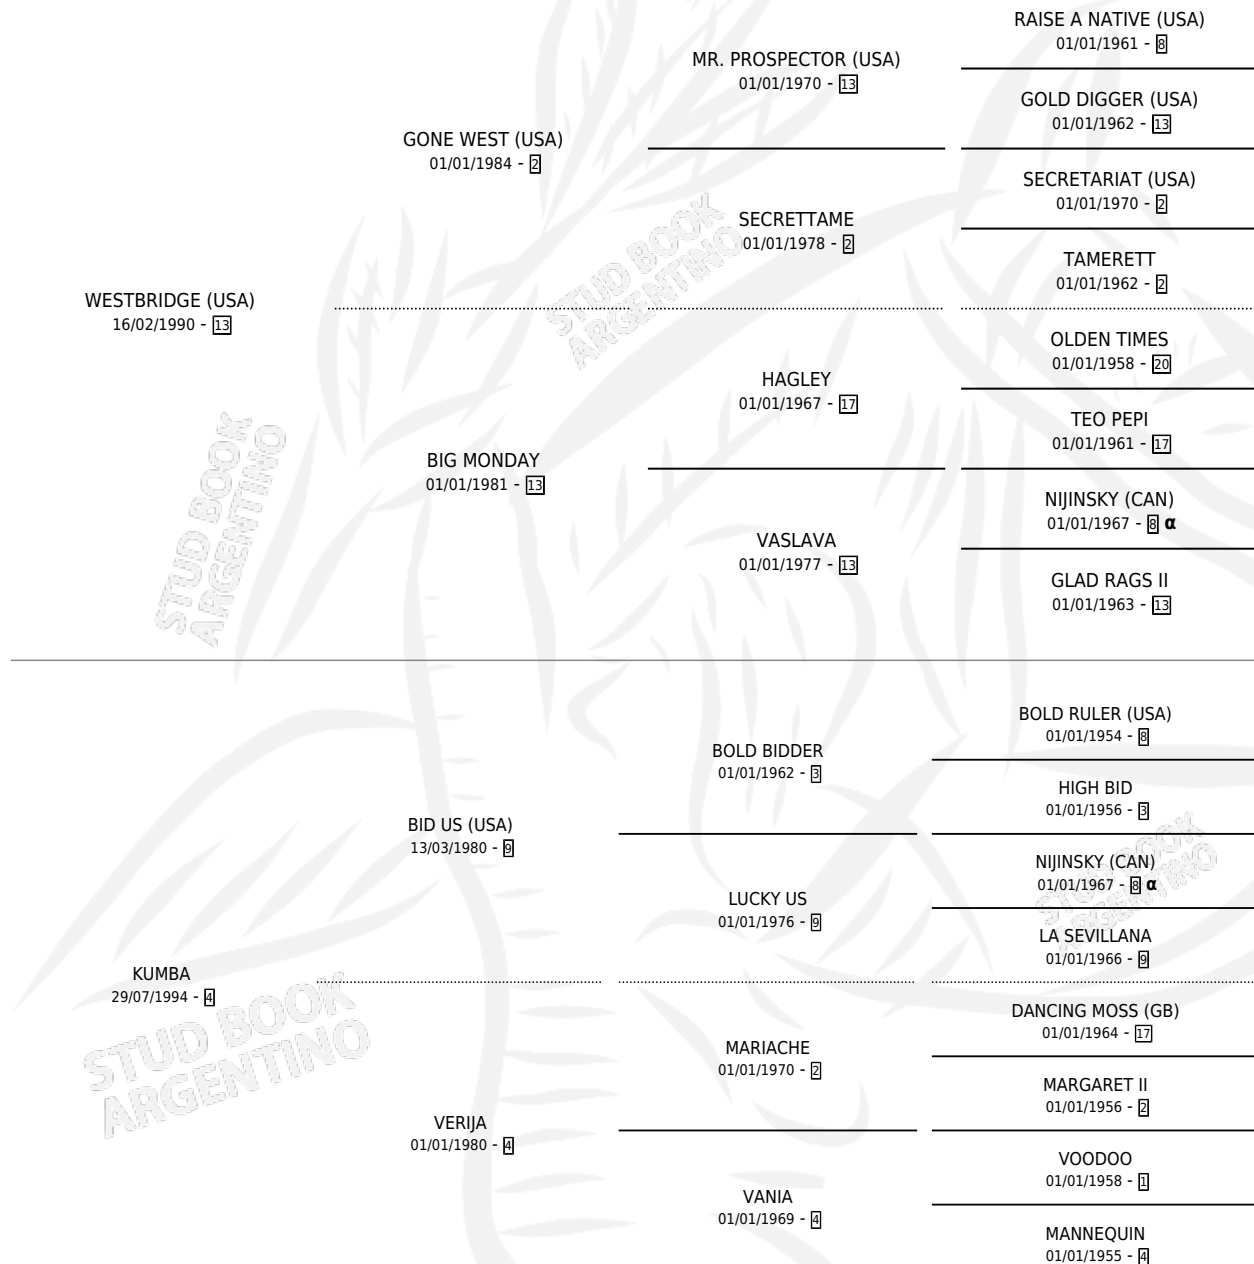 RAISE A NATIVE (USA)
01/01/1961 - 8
MR. PROSPECTOR (USA)
01/01/1970 - 13
GOLD DIGGER (USA)
01/01/1962 - 13
GONE WEST (USA)
01/01/1984 - 2
SECRETARIAT (USA)
01/01/1970 - 2
SECRETTAME
01/01/1978 - 2
TAMERETT
01/01/1962 - 2
WESTBRIDGE (USA)
16/02/1990 - 13
OLDEN TIMES
01/01/1958 - 20
HAGLEY
01/01/1967 - 17
TEO PEPI
01/01/1961 - 17
BIG MONDAY
01/01/1981 - 13
NIJINSKY (CAN)
01/01/1967 - 8 α
VASLAVA
01/01/1977 - 13
GLAD RAGS II
01/01/1963 - 13
BOLD RULER (USA)
01/01/1954 - 8
BOLD BIDDER
01/01/1962 - 3
HIGH BID
01/01/1956 - 3
BID US (USA)
13/03/1980 - 9
NIJINSKY (CAN)
01/01/1967 - 8 α
LUCKY US
01/01/1976 - 9
LA SEVILLANA
01/01/1966 - 9
KUMBA
29/07/1994 - 4
DANCING MOSS (GB)
01/01/1964 - 17
MARIACHE
01/01/1970 - 2
MARGARET II
01/01/1956 - 2
VERIJA
01/01/1980 - 4
VOODOO
01/01/1958 - 1
VANIA
01/01/1969 - 4
MANNEQUIN
01/01/1955 - 4
STUD BOOK
ARGENTINO
STUD BOOK
ARGENTINO
STUD BOOK
ARGENTINO
STUD BOOK
ARGENTINO